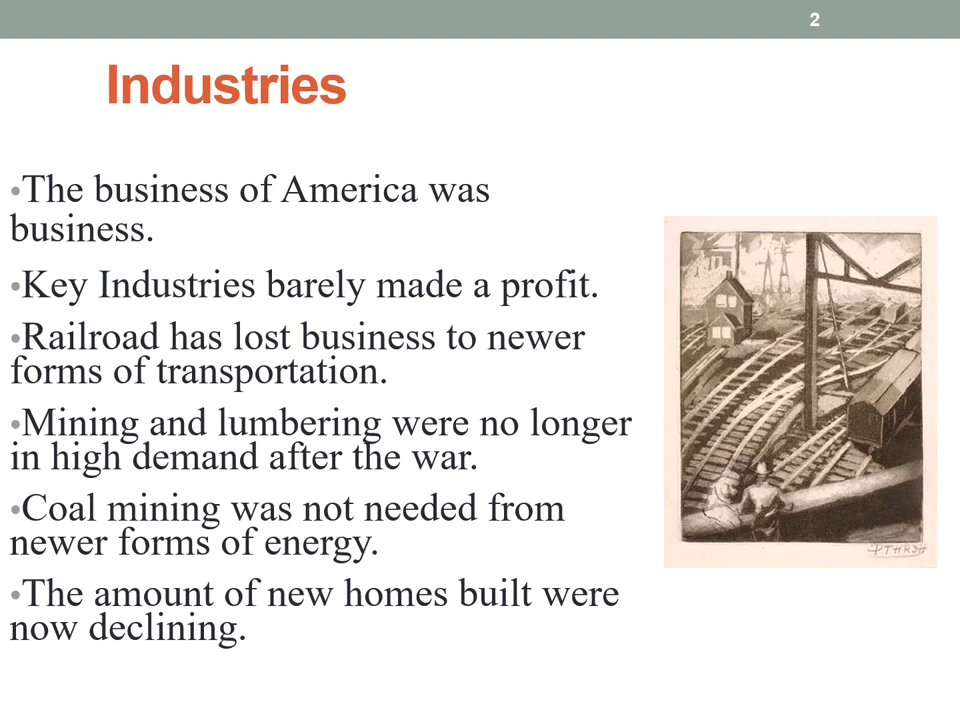 2
Industries
•The business of America was
business.
•Key Industries barely made a profit.
•Railroad has lost business to newer
forms of transportation.
•Mining and lumbering were no longer
in high demand after the war.
•Coal mining was not needed from
newer forms of energy.
•The amount of new homes built were
now declining.